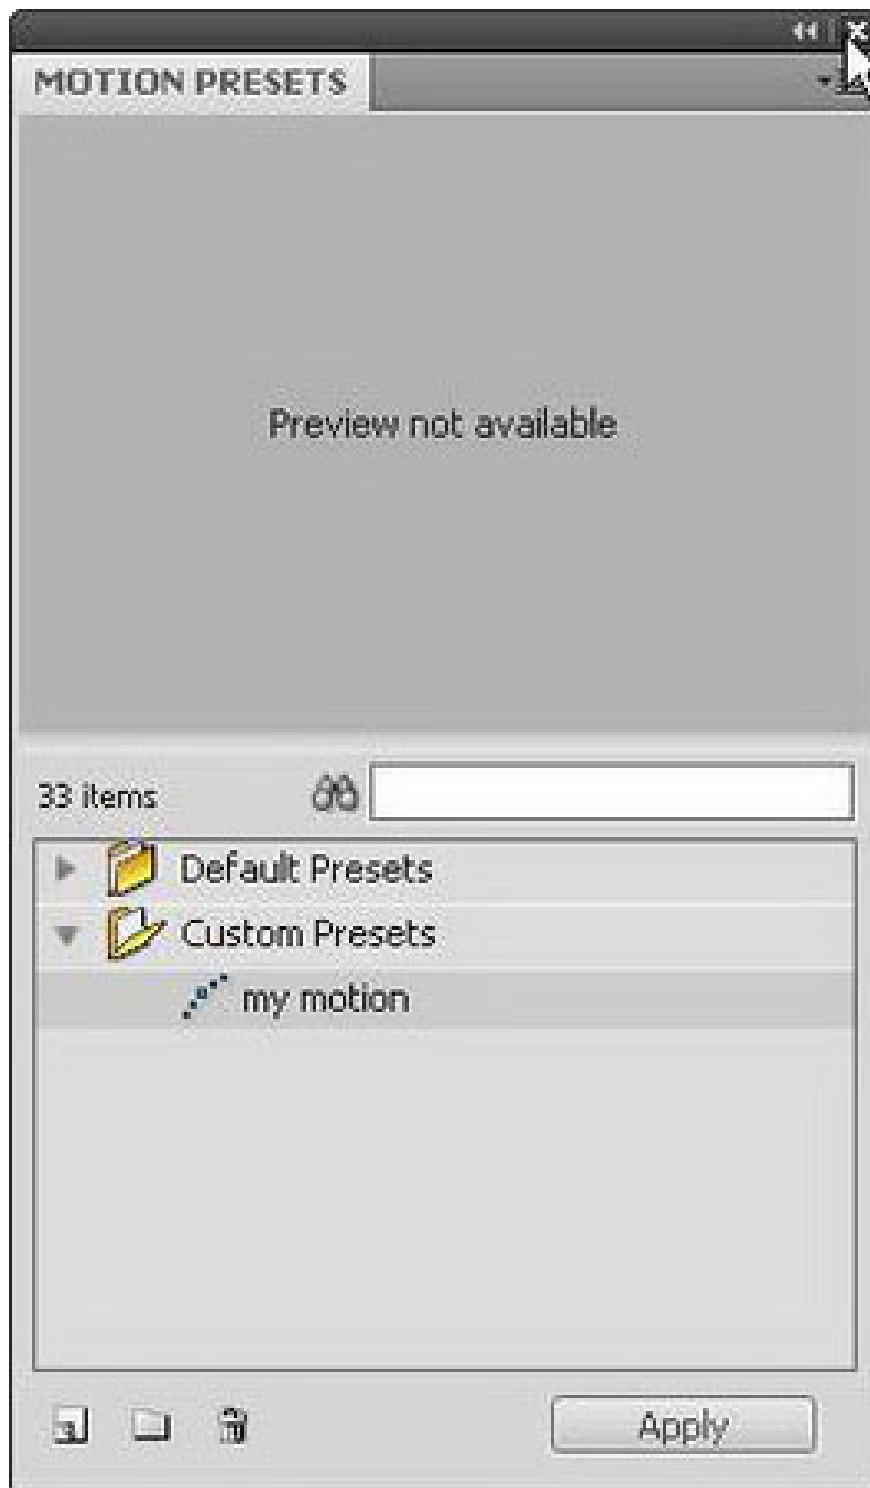 MOTION PRESETS
Preview not available
33 items
Default Presets
Custom Presets
my motion
Apply